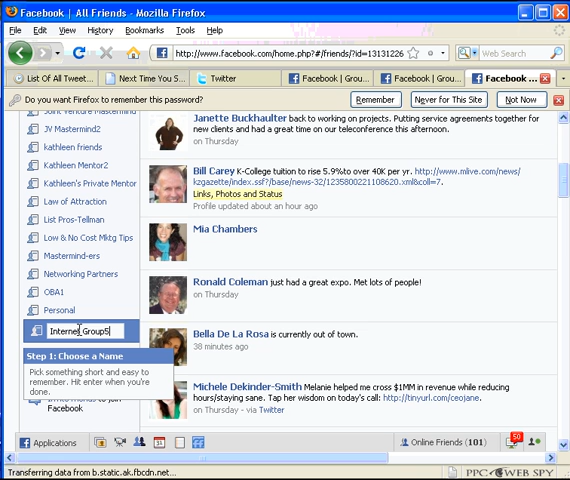 Facebook | All Friends - Mozilla Firefox
File Edit View History Bookmarks Tools Help
http://www.facebook.com/home.php?#/friends/?id=13131226
Web Search
List Of All Tweet...
Next Time You S...
Twitter
Facebook | Grou...
Facebook | Grou...
Facebook ...
Do you want Firefox to remember this password?
Remember
Never for This Site
Not Now
Joint Venture Mastermind
JV Mastermind2
kathleen friends
Kathleen Mentor2
Kathleen's Private Mentor
Law of Attraction
List Pros-Tellman
Low & No Cost Mktg Tips
Mastermind-ers
Networking Partners
OBA1
Personal
Internet Group5
Step 1: Choose a Name
Pick something short and easy to
remember. Hit enter when you're
done.
Invite friends to join
Facebook
Janette Buckhaulter back to working on projects. Putting service agreements together for
new clients and had a great time on our teleconference this afternoon.
on Thursday
Bill Carey K-College tuition to rise 5.9%to over 40K per yr. http://www.mlive.com/news/
kzgazette/index.ssf?/base/news-32/1235800221108620.xml&coll=7.
Links, Photos and Status
Profile updated about an hour ago
Mia Chambers
Ronald Coleman just had a great expo. Met lots of people!
on Thursday
Bella De La Rosa is currently out of town.
38 minutes ago
Michele Dekinder-Smith Melanie helped me cross $1MM in revenue while reducing
hours/staying sane. Tap her wisdom on today's call: http://tinyurl.com/ceojane.
on Thursday - via Twitter
Applications
31
Online Friends (101)
50
Transferring data from b.static.ak.fbcdn.net...
PPC WEB SPY